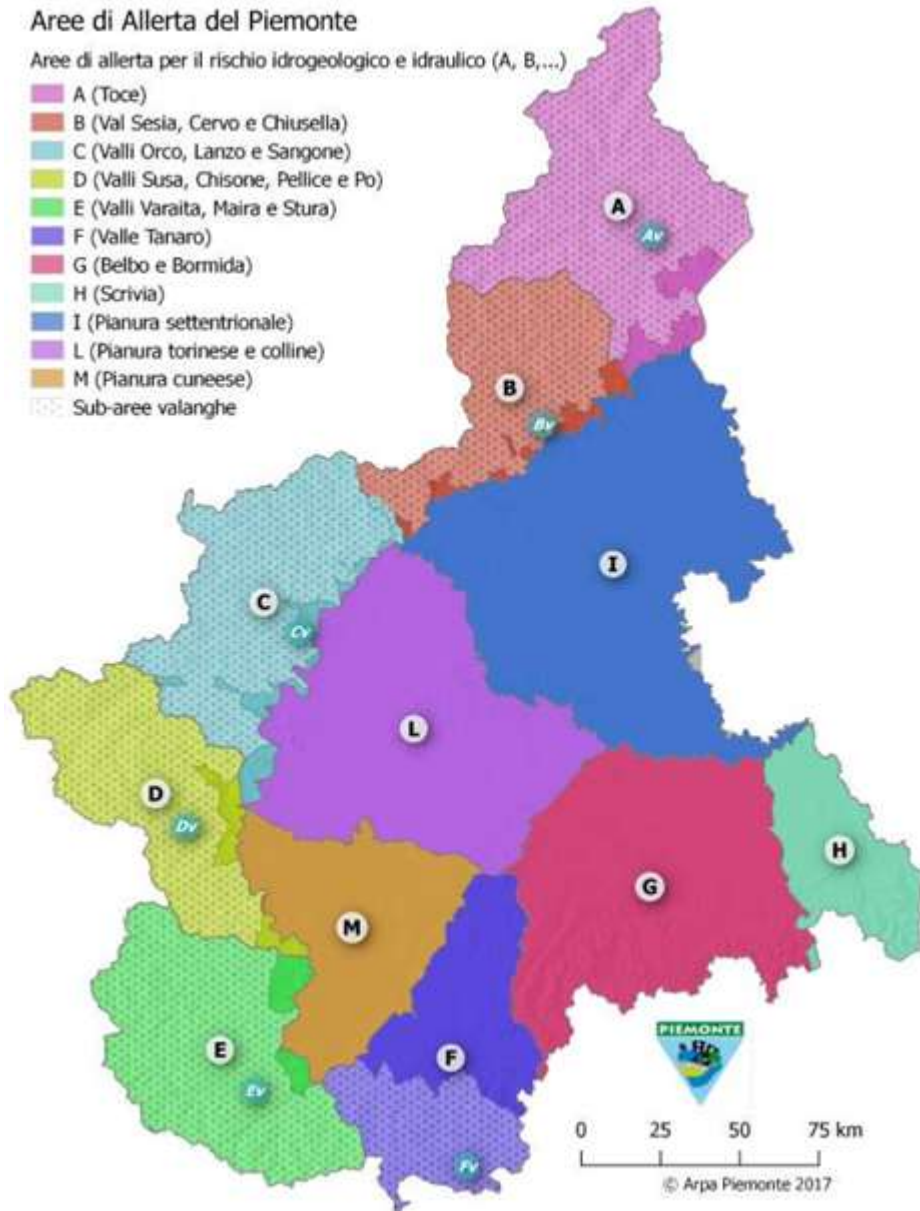 Aree di Allerta del Piemonte
Aree di allerta per il rischio idrogeologico e idraulico (A, B,...)
A (Toce)
B (Val Sesia, Cervo e Chiusella)
C (Valli Orco, Lanzo e Sangone)
D (Valli Susa, Chisone, Pellice e Po)
E (Valli Varaita, Maira e Stura)
F (Valle Tanaro)
G (Belbo e Bormida)
H (Scrivia)
I (Pianura settentrionale)
L (Pianura torinese e colline)
M (Pianura cuneese)
Sub-aree valanghe
A
Av
B
Bv
I
C
Cv
L
D
Dv
H
G
M
E
F
Ev
Fv
PIEMONTE
0 25 50 75 km
© Arpa Piemonte 2017